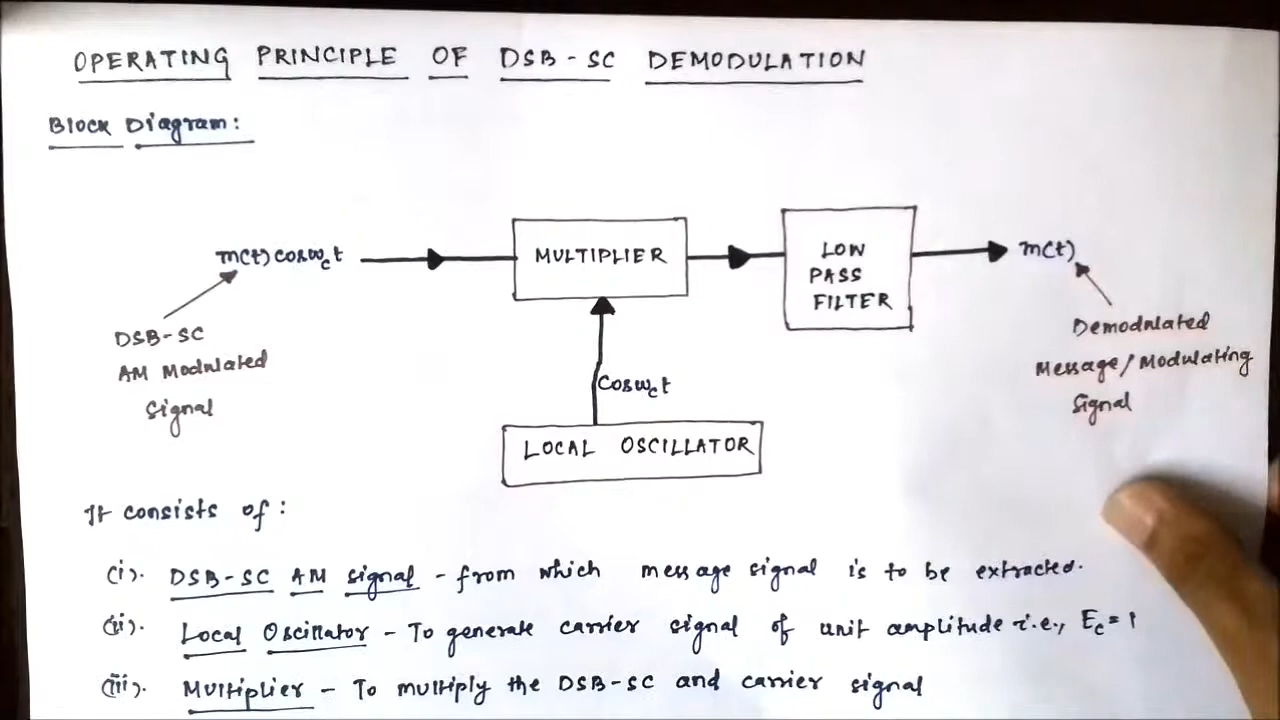 OPERATING PRINCIPLE OF DSB-SC DEMODULATION
Block Diagram:
m(t) cosω_c t
MULTIPLIER
LOW
PASS
FILTER
m(t)
DSB-SC
AM Modulated
Signal
cosω_c t
Demodulated
Message/Modulating
Signal
LOCAL OSCILLATOR
It consists of:
(i). DSB-SC AM signal - from which message signal is to be extracted.
(ii). Local Oscillator - To generate carrier signal of unit amplitude i.e., E_c = 1
(iii). Multiplier - To multiply the DSB-SC and carrier signal